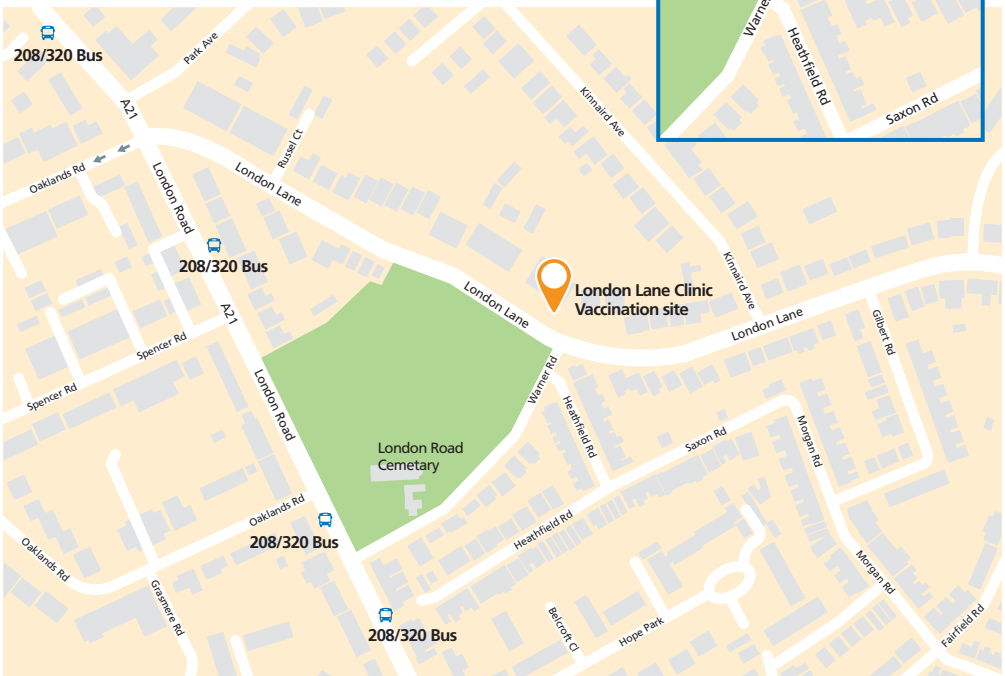 208/320 Bus
Park Ave
A21
Warner
Heathfield Rd
Saxon Rd
Kinnaird Ave
Russel Ct
Oaklands Rd
London Road
London Lane
208/320 Bus
Kinnaird Ave
London Lane Clinic
Vaccination site
London Lane
London Lane
A21
Gilbert Rd
Spencer Rd
Spencer Rd
London Road
Warner Rd
Heathfield Rd
Saxon Rd
Morgan Rd
London Road
Cemetary
Oaklands Rd
208/320 Bus
Heathfield Rd
Oaklands Rd
Grasmere Rd
Morgan Rd
208/320 Bus
Belcroft Cl
Hope Park
Fairfield Rd